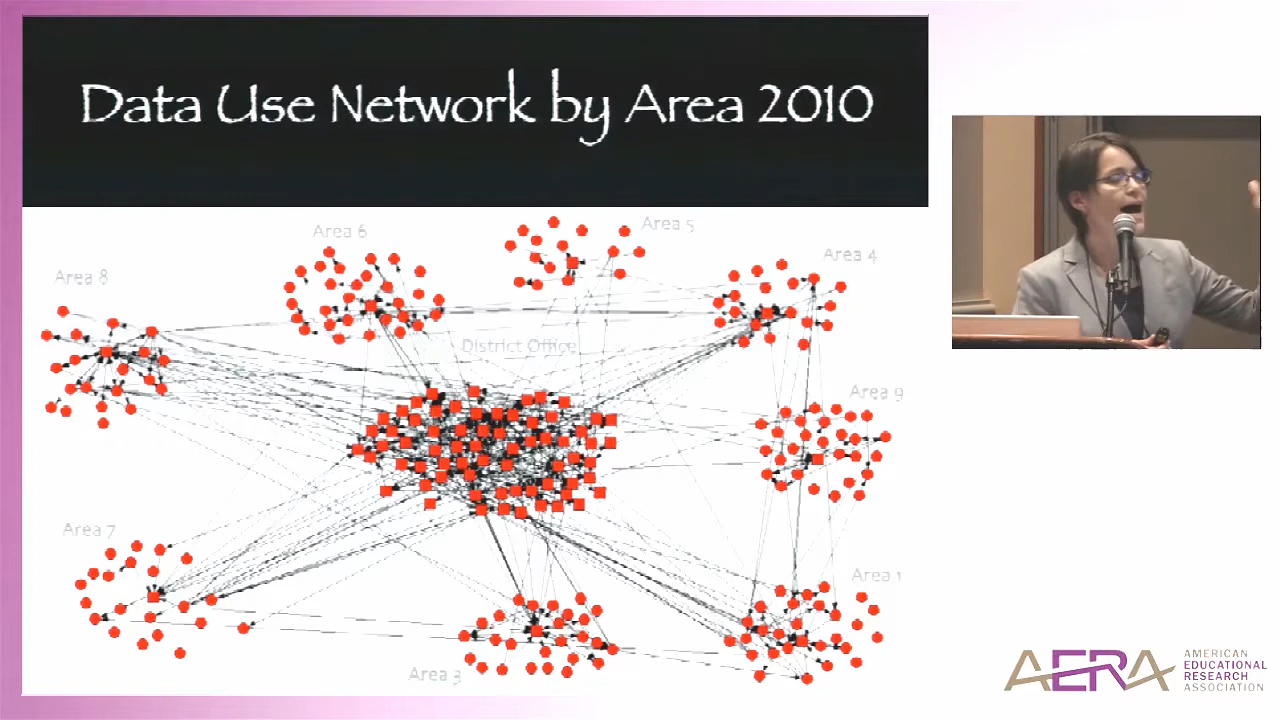 Data Use Network by Area 2010
Area 5
Area 6
Area 4
Area 8
District Office
Area 9
Area 7
Area 1
Area 3
AERA
AMERICAN
EDUCATIONAL
RESEARCH
ASSOCIATION